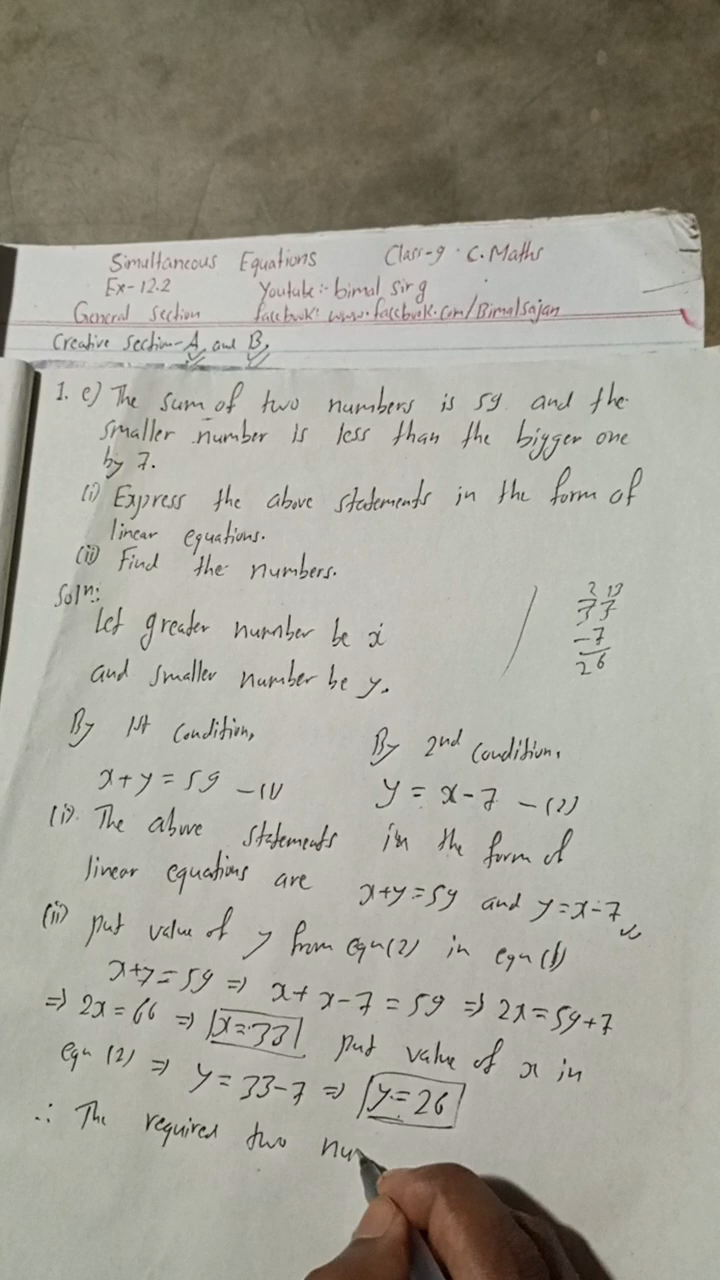 Simultaneous Equations Class-9. C. Maths
Ex-12.2 Youtube:- bimal sir g
General Section facebook: www.facebook.com/Bimalsajan
Creative section-A and B.
1. c) The sum of two numbers is 59 and the
smaller number is less than the bigger one
by 7.
(i) Express the above statements in the form of
linear equations.
(ii) Find the numbers.
Soln:
Let greater number be x
and smaller number be y.
2 13
33
-7
26
By 1st condition,
x+y=59 -(1)
By 2nd condition,
y = x-7 -(2)
(i). The above statements in the form of
linear equations are x+y=59 and y=x-7
(ii) put value of y from eqn(2) in eqn(1)
x+y=59 => x+x-7=59 => 2x=59+7
=> 2x=66 => x=33 put value of x in
eqn (2) => y=33-7 => y=26
∴ The required two nu